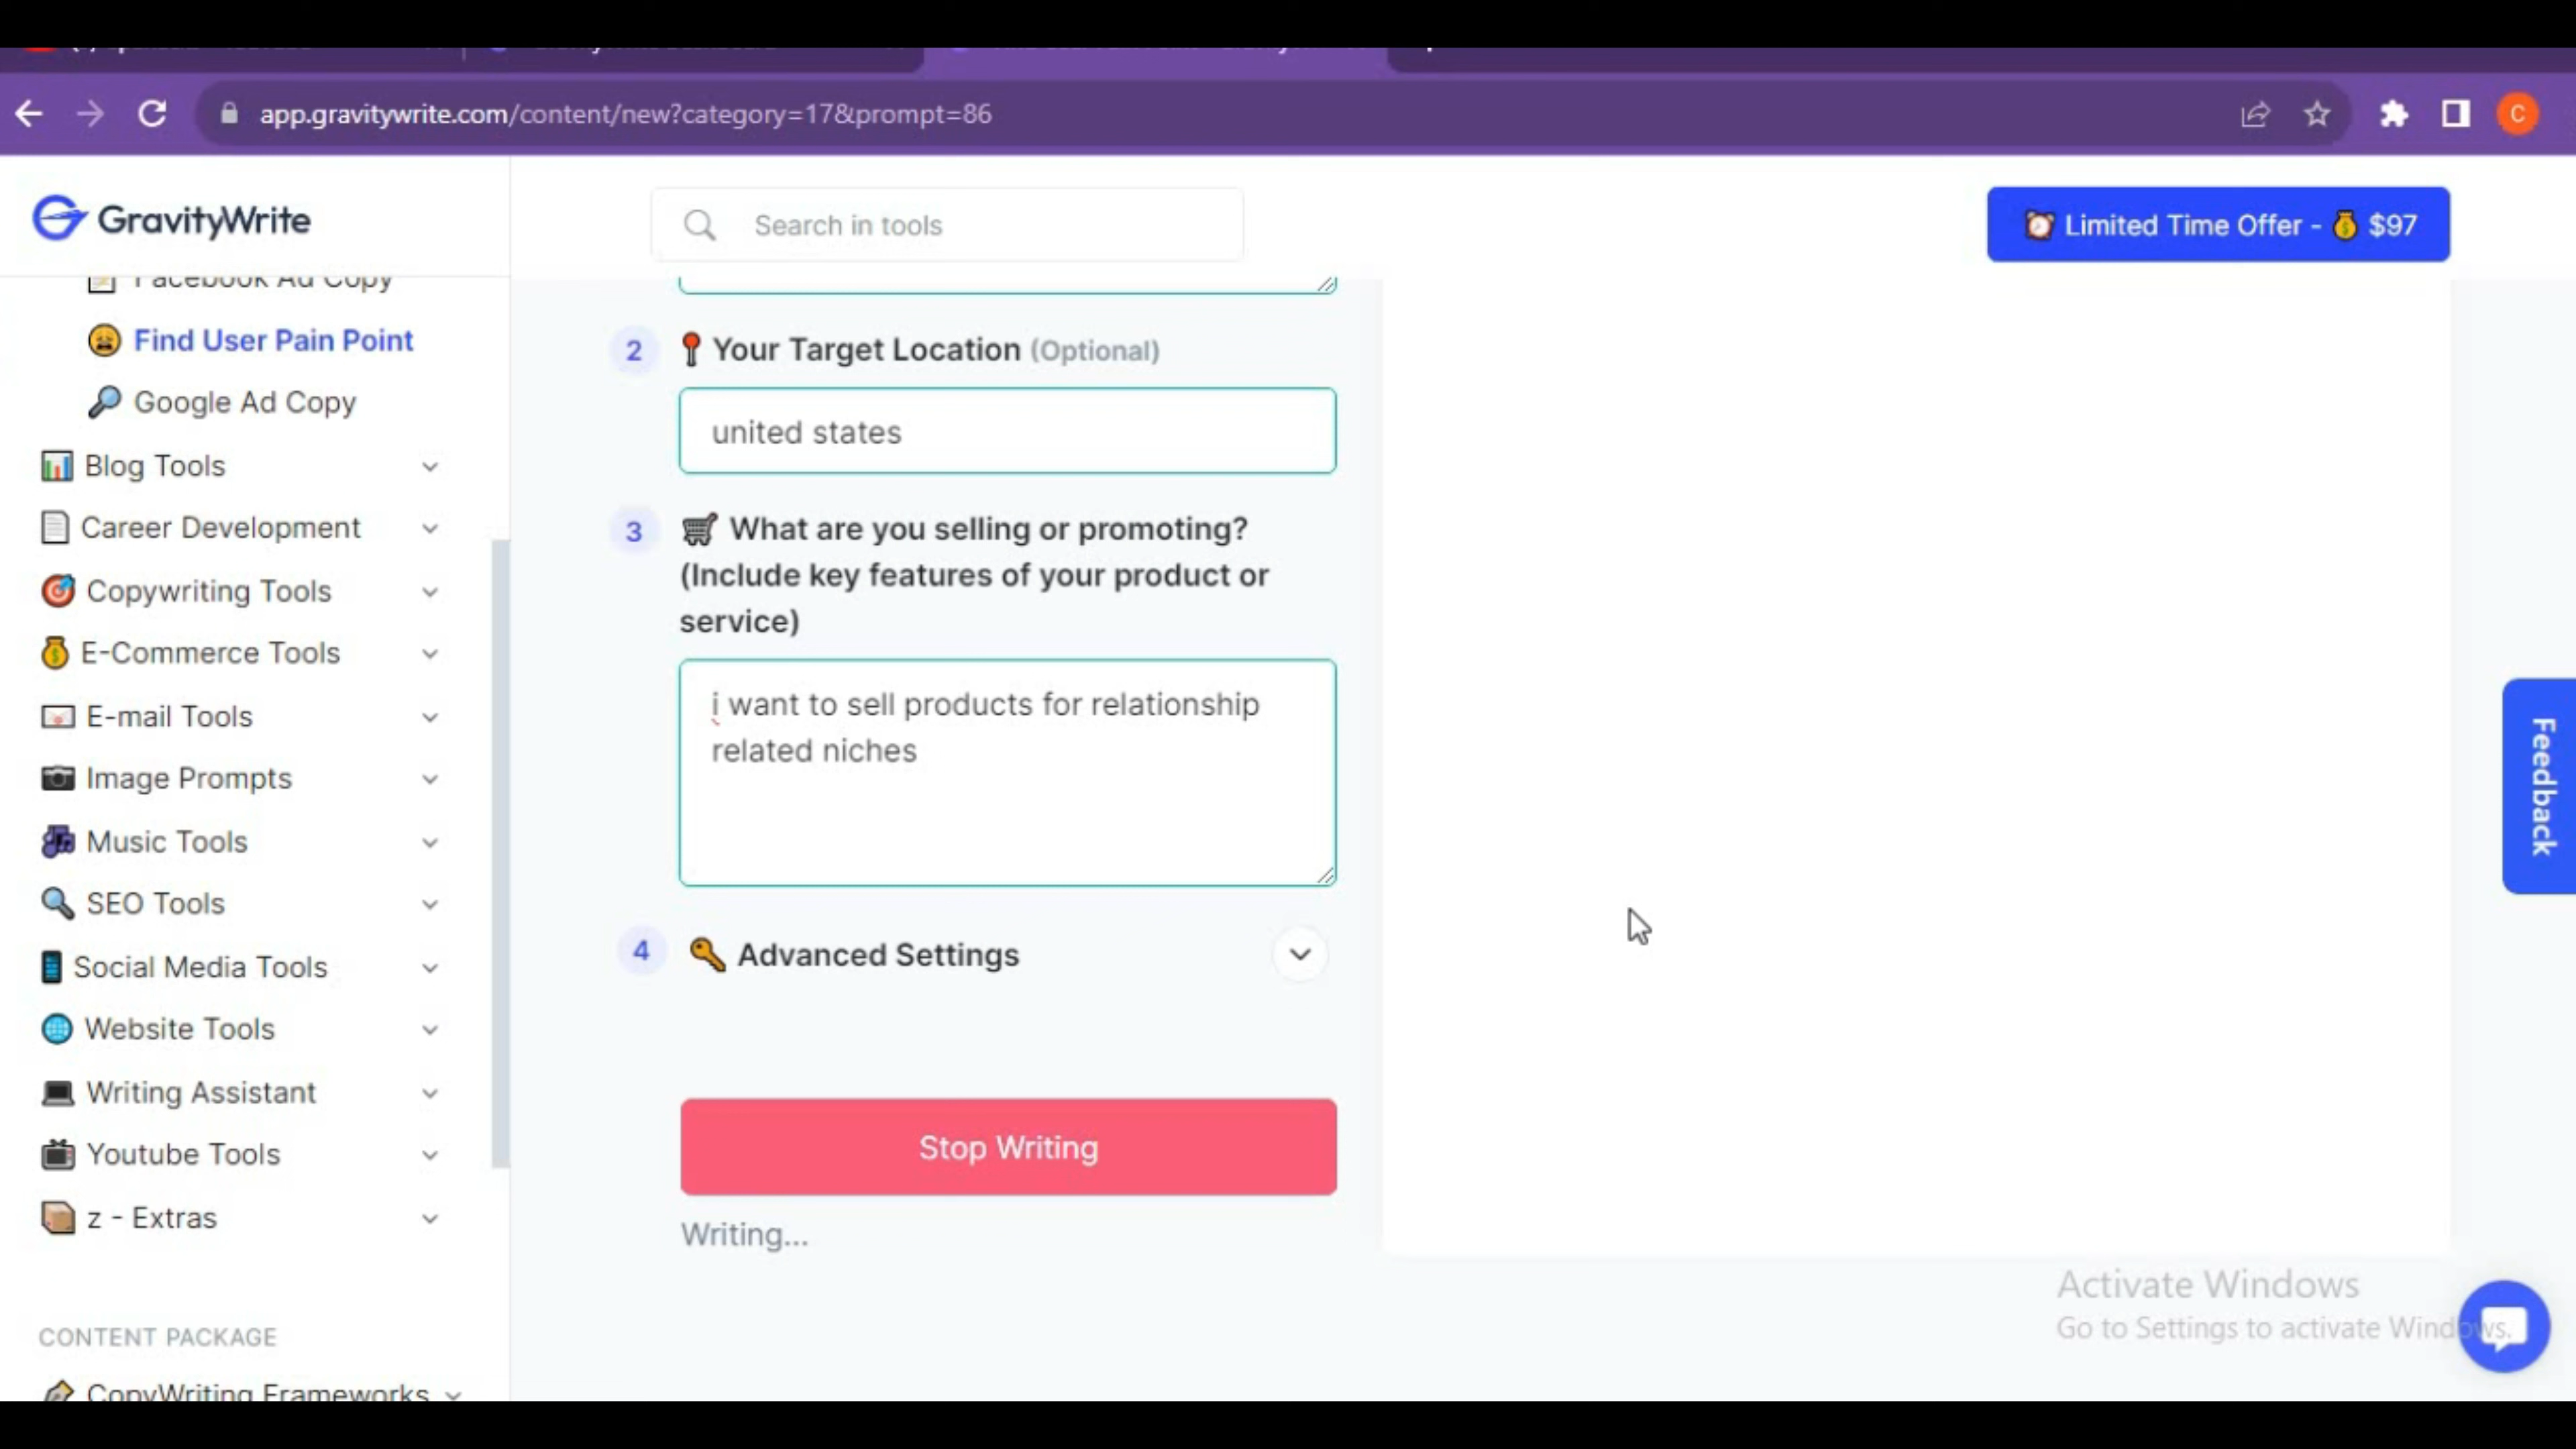 app.gravitywrite.com/content/new?category=17&prompt=86
C
GravityWrite
Search in tools
Limited Time Offer - $97
Facebook Ad Copy
Find User Pain Point
Google Ad Copy
Blog Tools
Career Development
Copywriting Tools
E-Commerce Tools
E-mail Tools
Image Prompts
Music Tools
SEO Tools
Social Media Tools
Website Tools
Writing Assistant
Youtube Tools
z - Extras
CONTENT PACKAGE
CopyWriting Frameworks
2 Your Target Location (Optional)
united states
3 What are you selling or promoting?
(Include key features of your product or
service)
i want to sell products for relationship
related niches
4 Advanced Settings
Stop Writing
Writing...
Feedback
Activate Windows
Go to Settings to activate Windows.